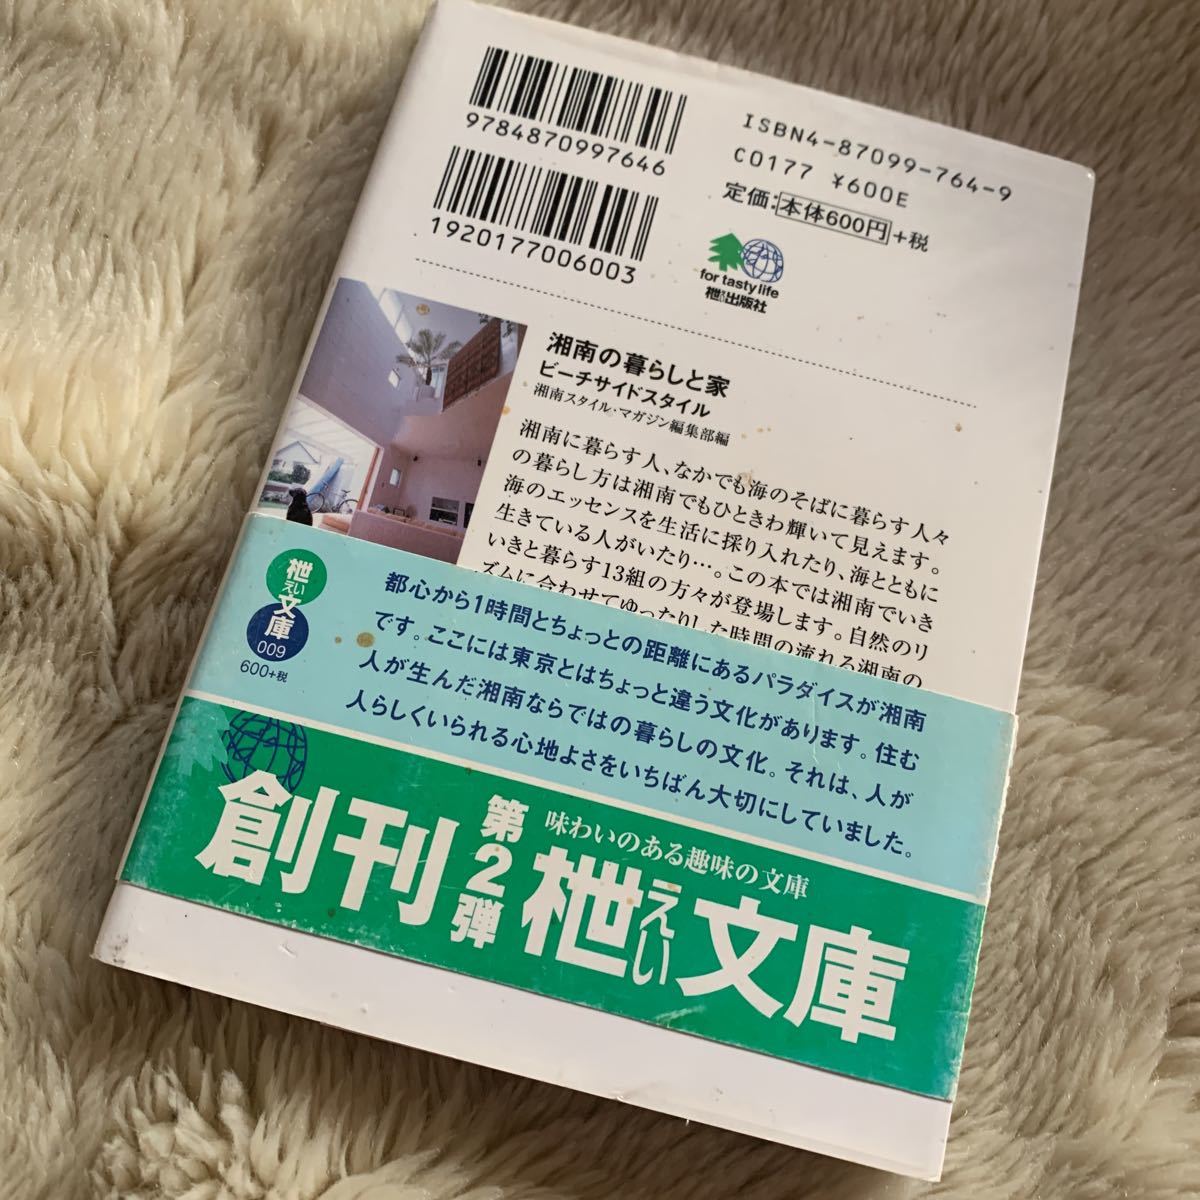 9784870997646
1920177006003
ISBN4-87099-764-9
C0177 ¥600E
定価:本体600円+税
for tasty life
枻出版社
湘南の暮らしと家
ビーチサイドスタイル
湘南スタイル・マガジン編集部編
湘南に暮らす人、なかでも海のそばに暮らす人々
の暮らし方は湘南でもひときわ輝いて見えます。
海のエッセンスを生活に採り入れたり、海とともに
生きている人がいたり…。この本では湘南でいき
いきと暮らす13組の方々が登場します。自然のリ
ズムに合わせてゆったりした時間の流れる湘南の
枻えい文庫
009
600+税
都心から1時間とちょっとの距離にあるパラダイスが湘南
です。ここには東京とはちょっと違う文化があります。住む
人が生んだ湘南ならではの暮らしの文化。それは、人が
人らしくいられる心地よさをいちばん大切にしていました。
味わいのある趣味の文庫
創刊第2弾枻えい文庫